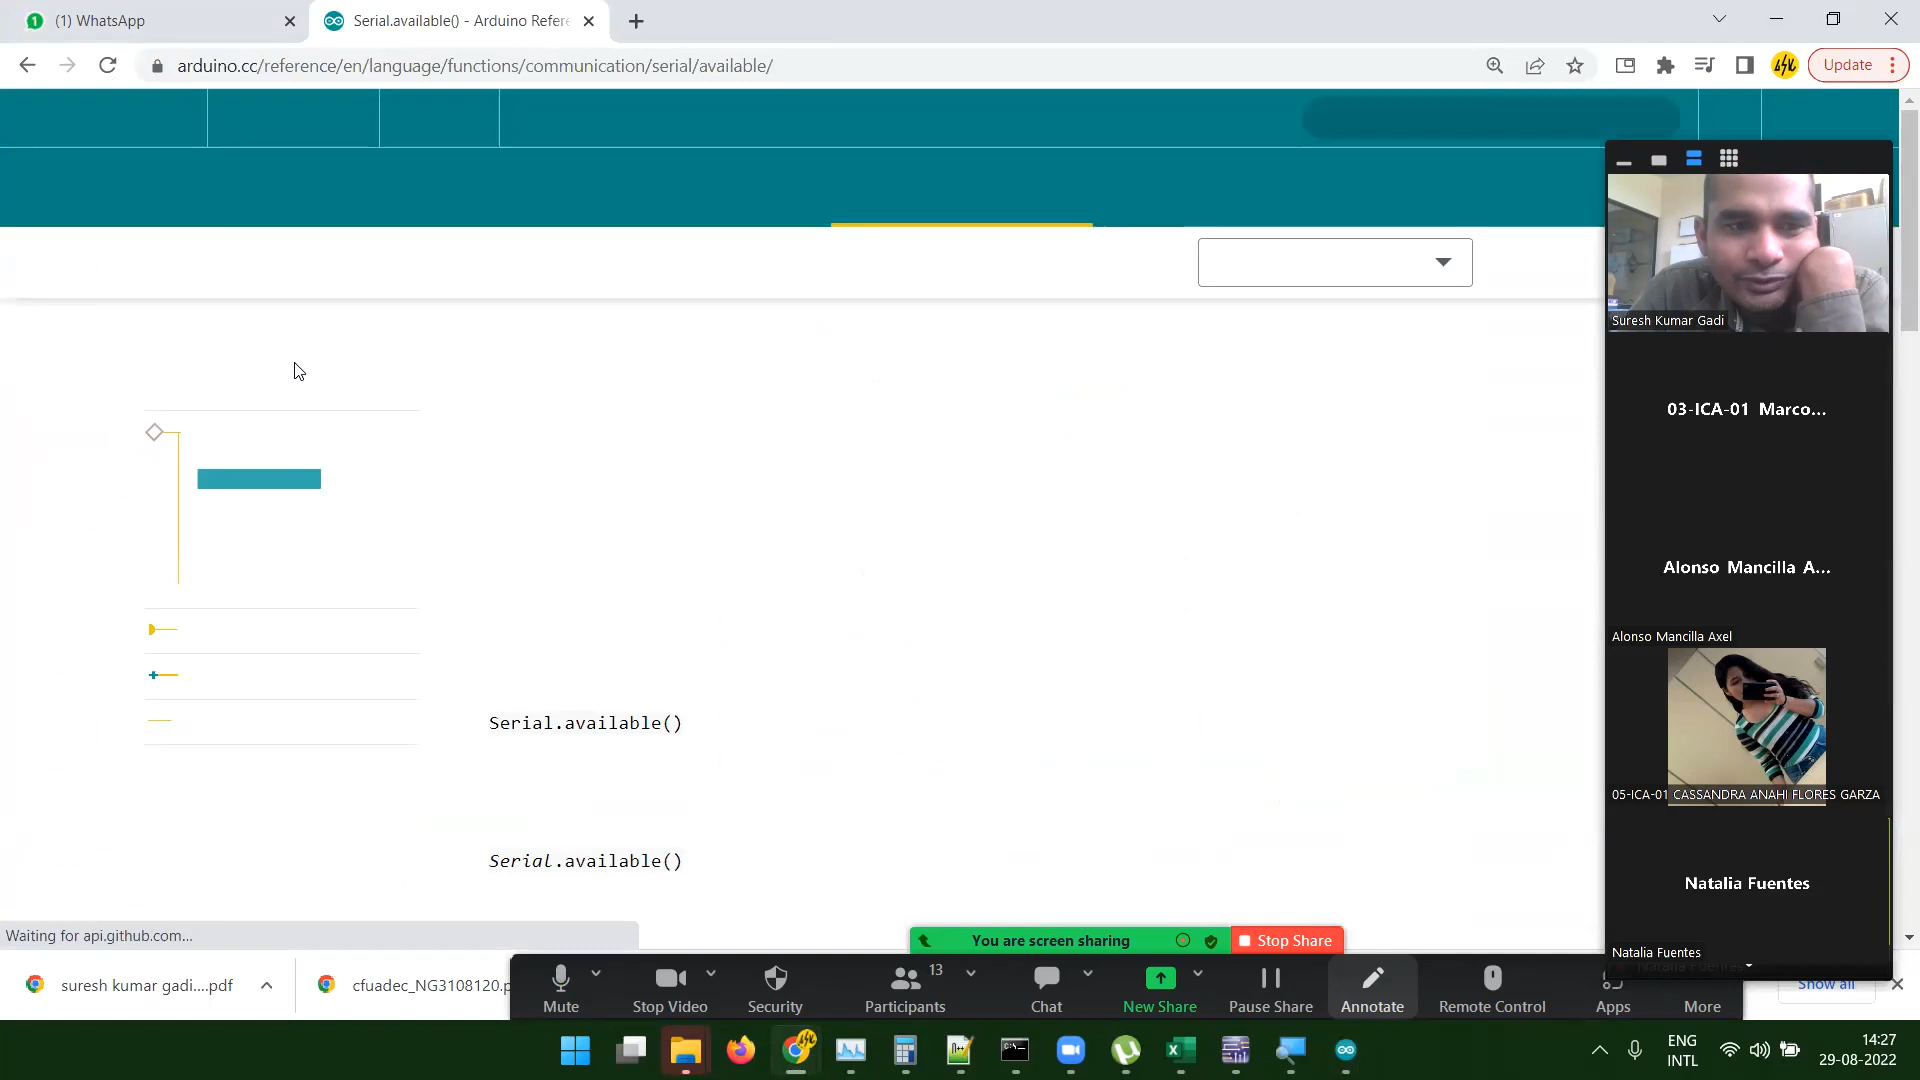 (1) WhatsApp
Serial.available() - Arduino Refere
arduino.cc/reference/en/language/functions/communication/serial/available/
Update
Suresh Kumar Gadi
03-ICA-01 Marco...
Alonso Mancilla A...
Alonso Mancilla Axel
Serial.available()
05-ICA-01 CASSANDRA ANAHI FLORES GARZA
Serial.available()
Natalia Fuentes
Natalia Fuentes
Waiting for api.github.com...
You are screen sharing
Stop Share
suresh kumar gadi....pdf
cfuadec_NG3108120.p
13
Mute
Stop Video
Security
Participants
Chat
New Share
Pause Share
Annotate
Remote Control
Apps
More
Show all
ENG
INTL
14:27
29-08-2022